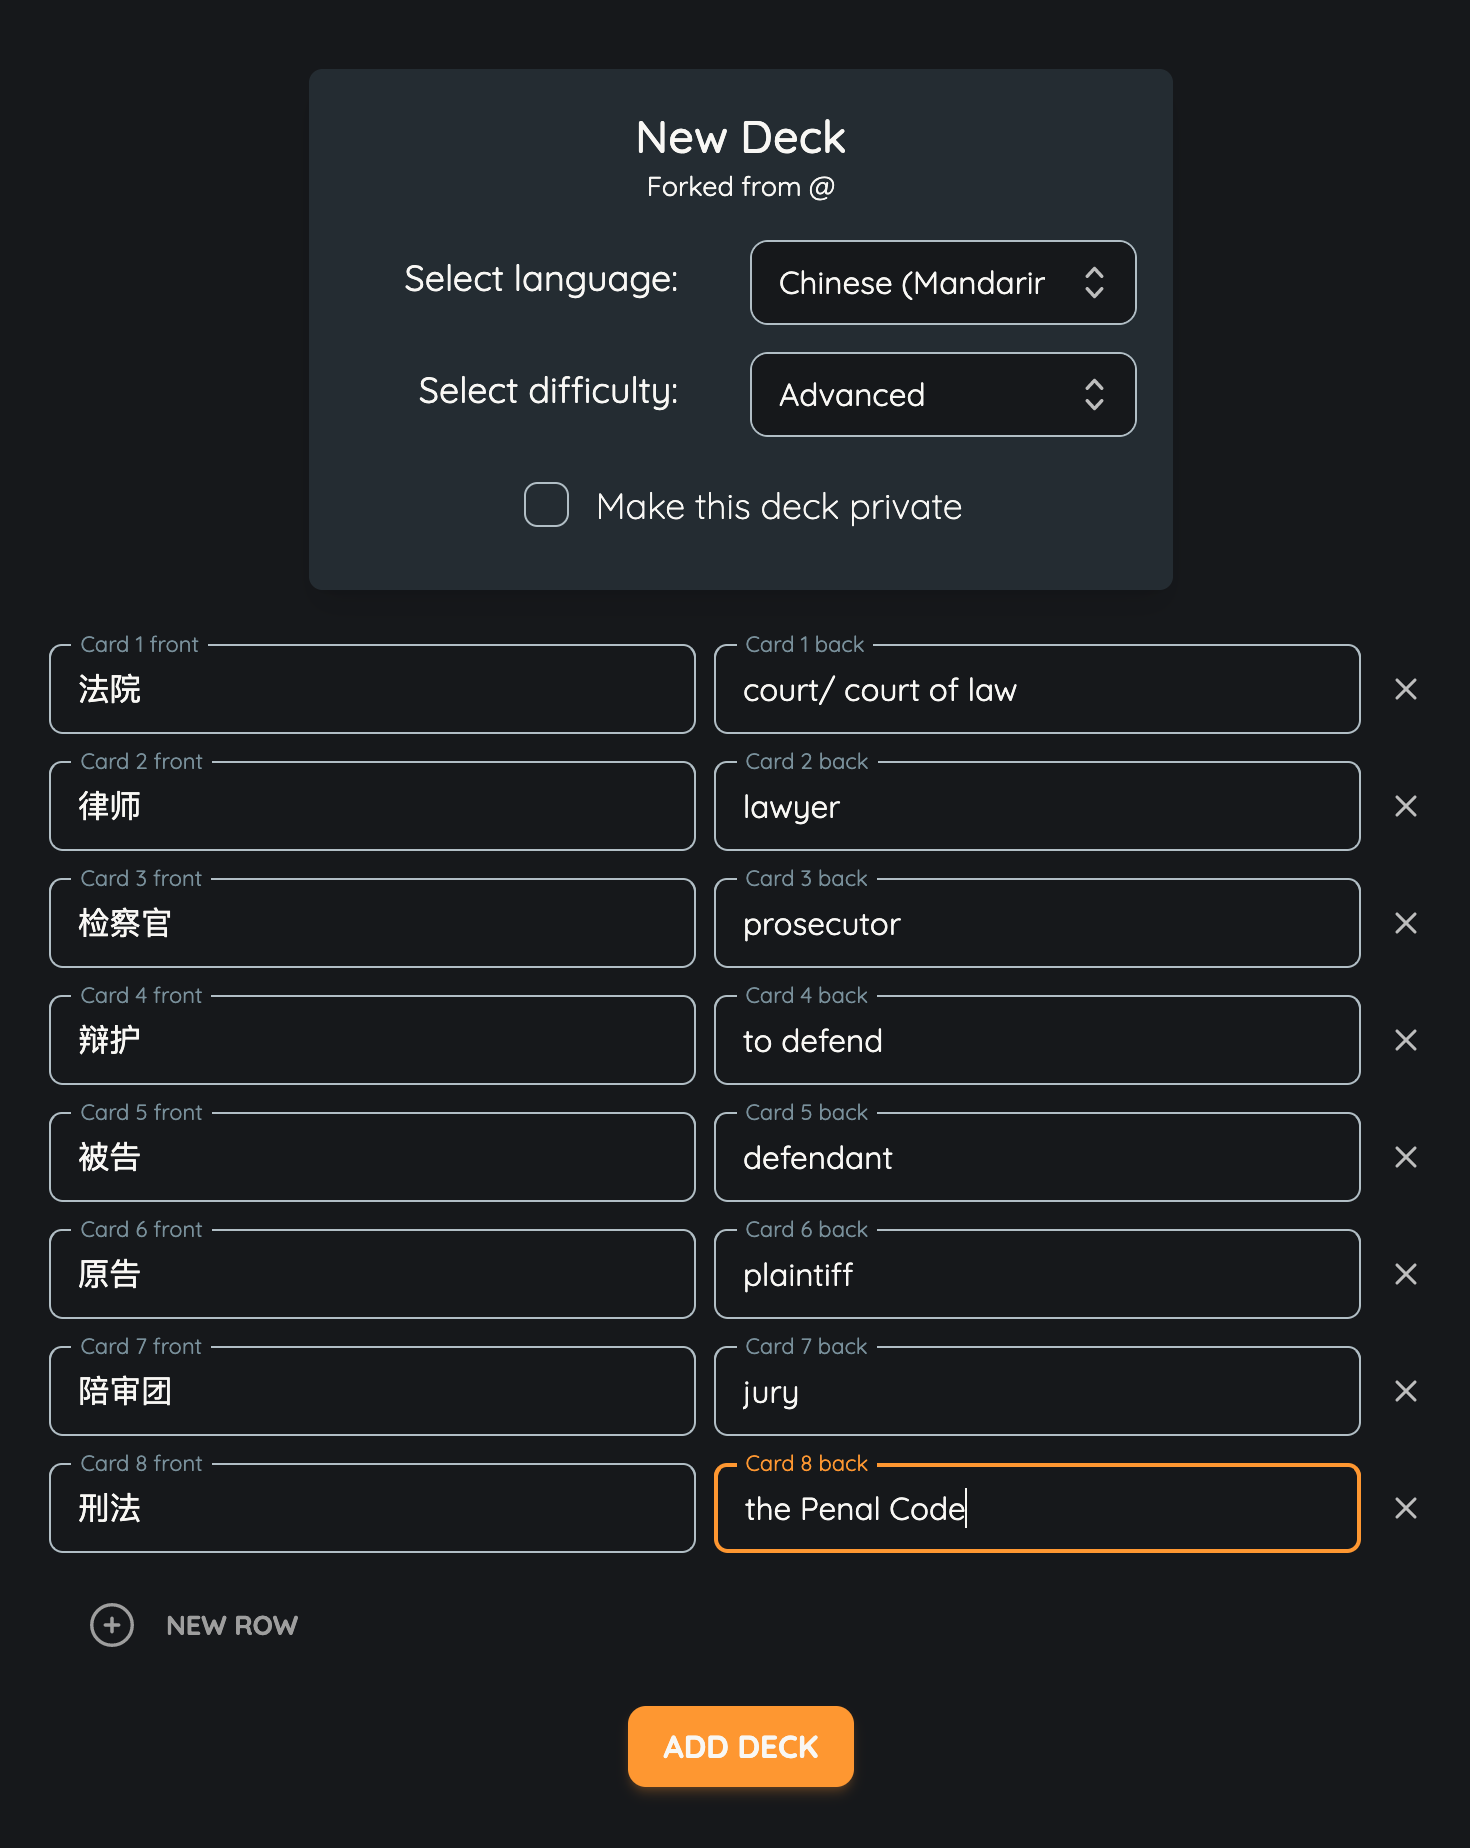 New Deck
Forked from @
Select language:
Chinese (Mandarir
Select difficulty:
Advanced
Make this deck private
Card 1 front
法院
Card 1 back
court/ court of law
Card 2 front
律师
Card 2 back
lawyer
Card 3 front
检察官
Card 3 back
prosecutor
Card 4 front
辩护
Card 4 back
to defend
Card 5 front
被告
Card 5 back
defendant
Card 6 front
原告
Card 6 back
plaintiff
Card 7 front
陪审团
Card 7 back
jury
Card 8 front
刑法
Card 8 back
the Penal Code
NEW ROW
ADD DECK